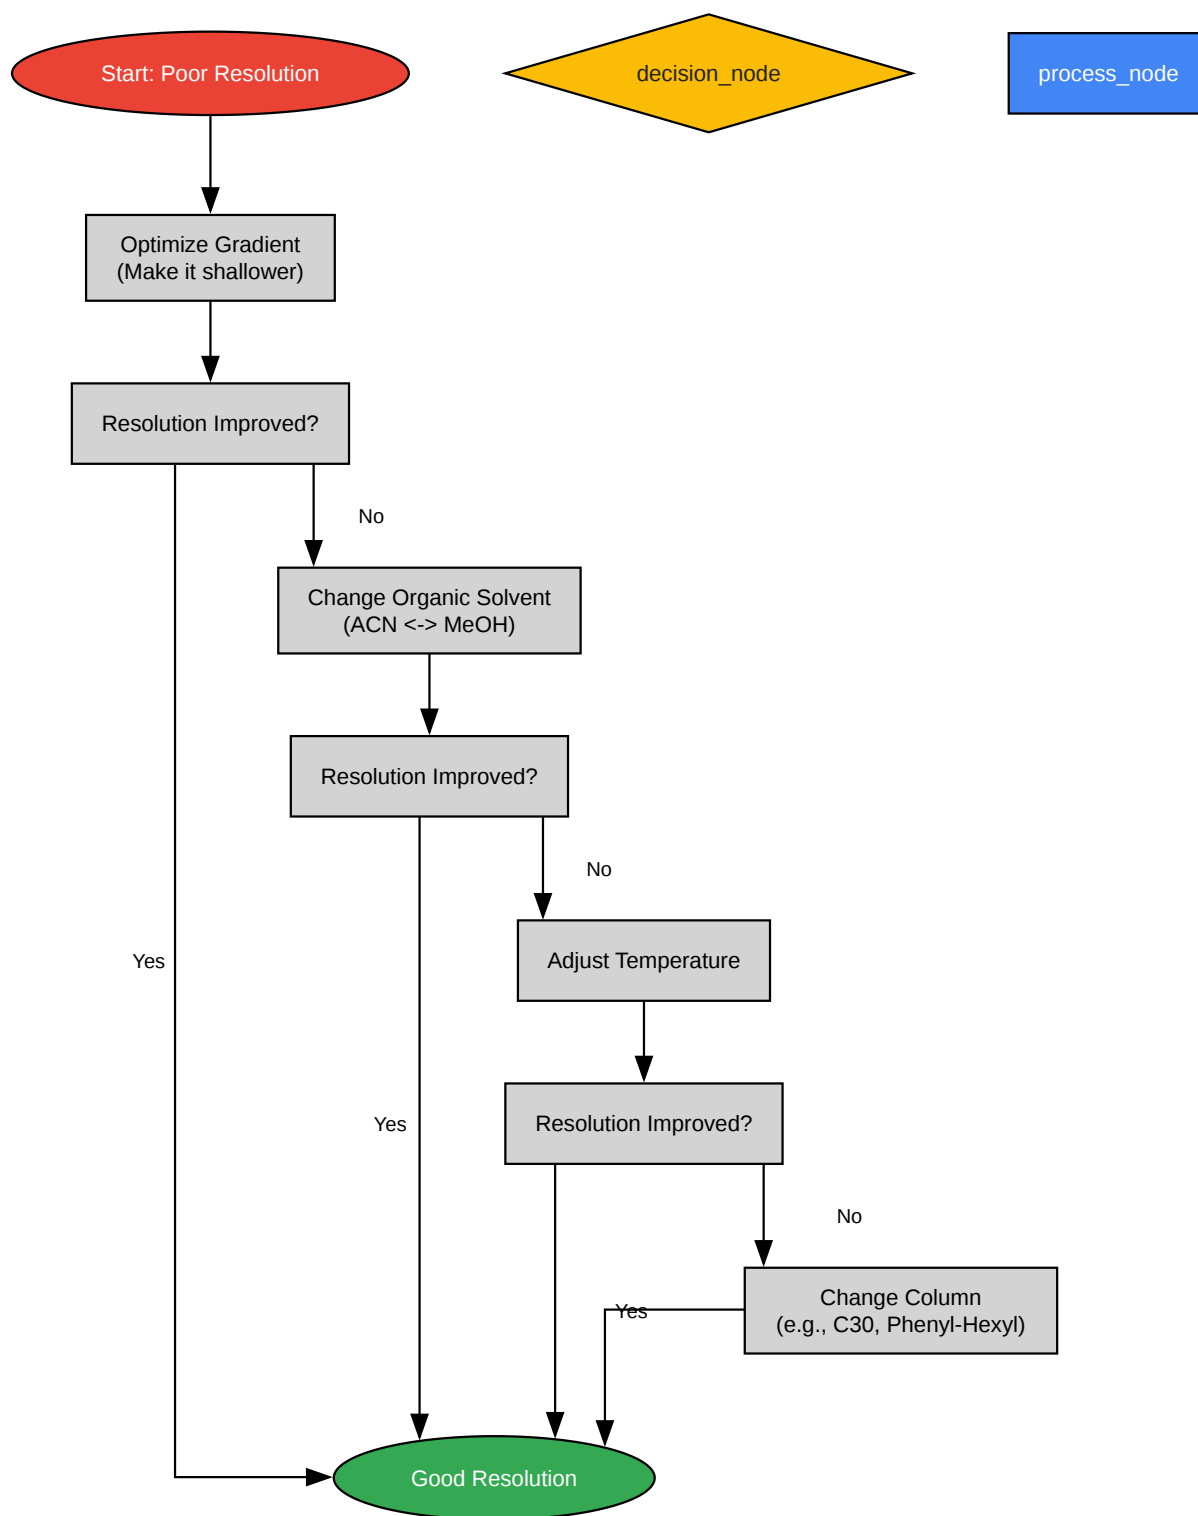 Start: Poor Resolution
decision_node
process_node
Optimize Gradient
(Make it shallower)
Resolution Improved?
No
Change Organic Solvent
(ACN <-> MeOH)
Resolution Improved?
No
Yes
Adjust Temperature
Yes
Resolution Improved?
No
Change Column
(e.g., C30, Phenyl-Hexyl)
Yes
Good Resolution